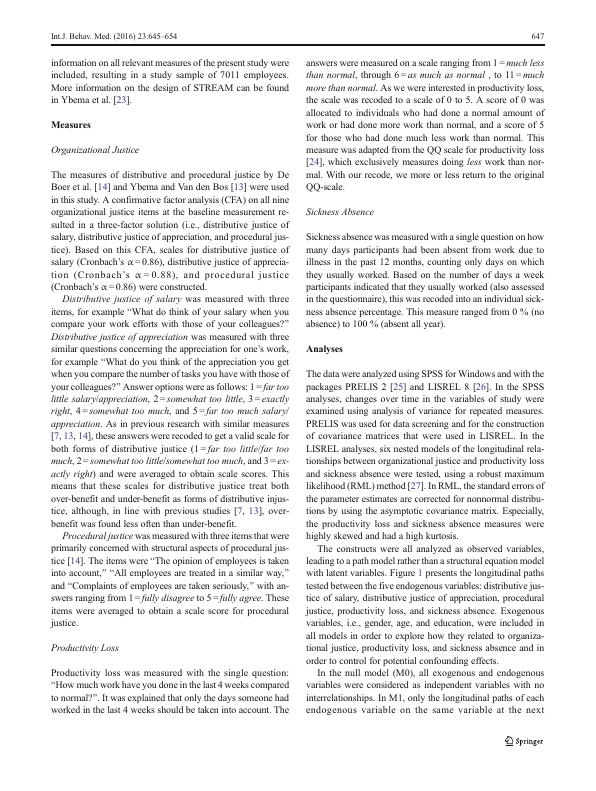 Int.J. Behav. Med. (2016) 23:645–654
647
information on all relevant measures of the present study were
included, resulting in a study sample of 7011 employees.
More information on the design of STREAM can be found
in Ybema et al. [23].
Measures
Organizational Justice
The measures of distributive and procedural justice by De
Boer et al. [14] and Ybema and Van den Bos [13] were used
in this study. A confirmative factor analysis (CFA) on all nine
organizational justice items at the baseline measurement re-
sulted in a three-factor solution (i.e., distributive justice of
salary, distributive justice of appreciation, and procedural jus-
tice). Based on this CFA, scales for distributive justice of
salary (Cronbach's α=0.86), distributive justice of apprecia-
tion (Cronbach's α=0.88), and procedural justice
(Cronbach's α=0.86) were constructed.
Distributive justice of salary was measured with three
items, for example “What do think of your salary when you
compare your work efforts with those of your colleagues?”
Distributive justice of appreciation was measured with three
similar questions concerning the appreciation for one's work,
for example “What do you think of the appreciation you get
when you compare the number of tasks you have with those of
your colleagues?” Answer options were as follows: 1=far too
little salary/appreciation, 2=somewhat too little, 3=exactly
right, 4=somewhat too much, and 5=far too much salary/
appreciation. As in previous research with similar measures
[7, 13, 14], these answers were recoded to get a valid scale for
both forms of distributive justice (1=far too little/far too
much, 2=somewhat too little/somewhat too much, and 3=ex-
actly right) and were averaged to obtain scale scores. This
means that these scales for distributive justice treat both
over-benefit and under-benefit as forms of distributive injus-
tice, although, in line with previous studies [7, 13], over-
benefit was found less often than under-benefit.
Procedural justice was measured with three items that were
primarily concerned with structural aspects of procedural jus-
tice [14]. The items were “The opinion of employees is taken
into account,” “All employees are treated in a similar way,”
and “Complaints of employees are taken seriously,” with an-
swers ranging from 1=fully disagree to 5=fully agree. These
items were averaged to obtain a scale score for procedural
justice.
Productivity Loss
Productivity loss was measured with the single question:
“How much work have you done in the last 4 weeks compared
to normal?”. It was explained that only the days someone had
worked in the last 4 weeks should be taken into account. The
answers were measured on a scale ranging from 1=much less
than normal, through 6=as much as normal , to 11=much
more than normal. As we were interested in productivity loss,
the scale was recoded to a scale of 0 to 5. A score of 0 was
allocated to individuals who had done a normal amount of
work or had done more work than normal, and a score of 5
for those who had done much less work than normal. This
measure was adapted from the QQ scale for productivity loss
[24], which exclusively measures doing less work than nor-
mal. With our recode, we more or less return to the original
QQ-scale.
Sickness Absence
Sickness absence was measured with a single question on how
many days participants had been absent from work due to
illness in the past 12 months, counting only days on which
they usually worked. Based on the number of days a week
participants indicated that they usually worked (also assessed
in the questionnaire), this was recoded into an individual sick-
ness absence percentage. This measure ranged from 0 % (no
absence) to 100 % (absent all year).
Analyses
The data were analyzed using SPSS for Windows and with the
packages PRELIS 2 [25] and LISREL 8 [26]. In the SPSS
analyses, changes over time in the variables of study were
examined using analysis of variance for repeated measures.
PRELIS was used for data screening and for the construction
of covariance matrices that were used in LISREL. In the
LISREL analyses, six nested models of the longitudinal rela-
tionships between organizational justice and productivity loss
and sickness absence were tested, using a robust maximum
likelihood (RML) method [27]. In RML, the standard errors of
the parameter estimates are corrected for nonnormal distribu-
tions by using the asymptotic covariance matrix. Especially,
the productivity loss and sickness absence measures were
highly skewed and had a high kurtosis.
The constructs were all analyzed as observed variables,
leading to a path model rather than a structural equation model
with latent variables. Figure 1 presents the longitudinal paths
tested between the five endogenous variables: distributive jus-
tice of salary, distributive justice of appreciation, procedural
justice, productivity loss, and sickness absence. Exogenous
variables, i.e., gender, age, and education, were included in
all models in order to explore how they related to organiza-
tional justice, productivity loss, and sickness absence and in
order to control for potential confounding effects.
In the null model (M0), all exogenous and endogenous
variables were considered as independent variables with no
interrelationships. In M1, only the longitudinal paths of each
endogenous variable on the same variable at the next
Springer